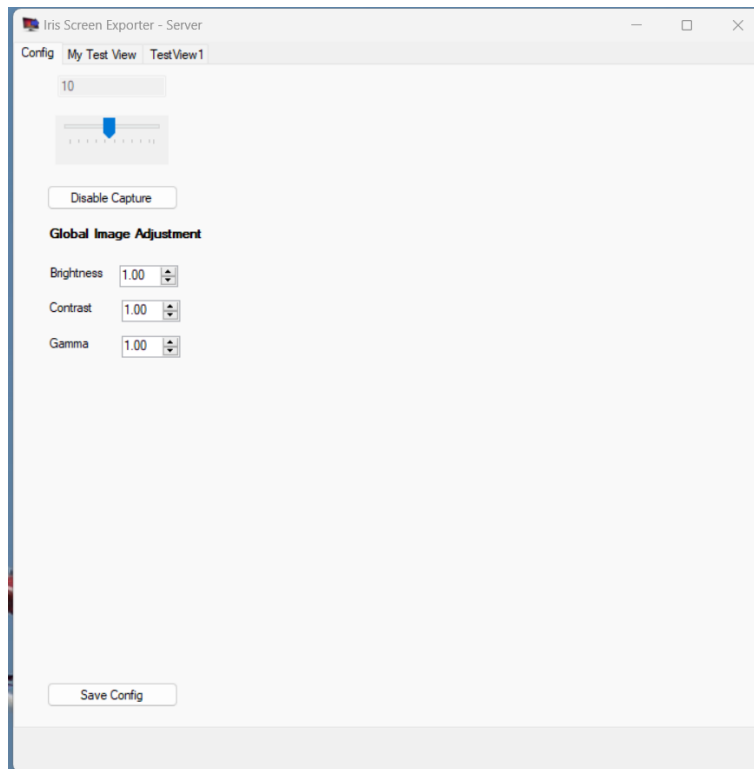 Iris Screen Exporter - Server
Config My Test View TestView1
10
Disable Capture
Global Image Adjustment
Brightness 1.00
Contrast 1.00
Gamma 1.00
Save Config